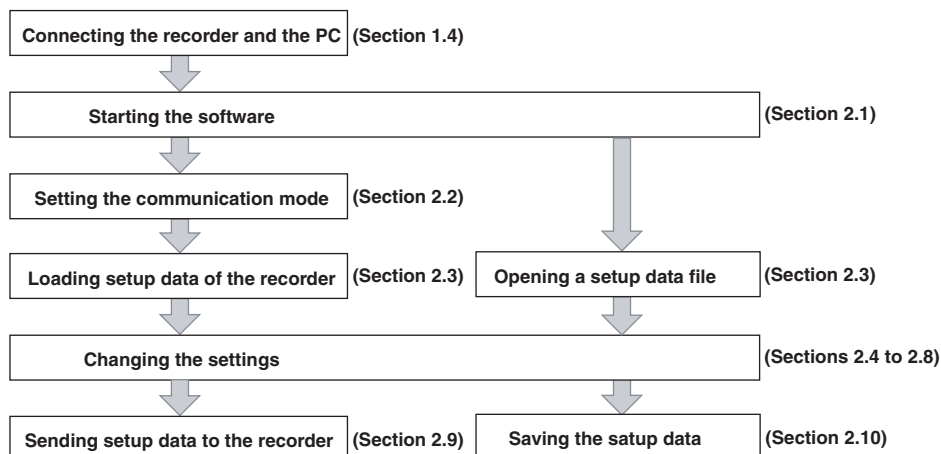 Connecting the recorder and the PC (Section 1.4)
Starting the software (Section 2.1)
Setting the communication mode (Section 2.2)
Loading setup data of the recorder (Section 2.3) Opening a setup data file (Section 2.3)
Changing the settings (Sections 2.4 to 2.8)
Sending setup data to the recorder (Section 2.9) Saving the satup data (Section 2.10)